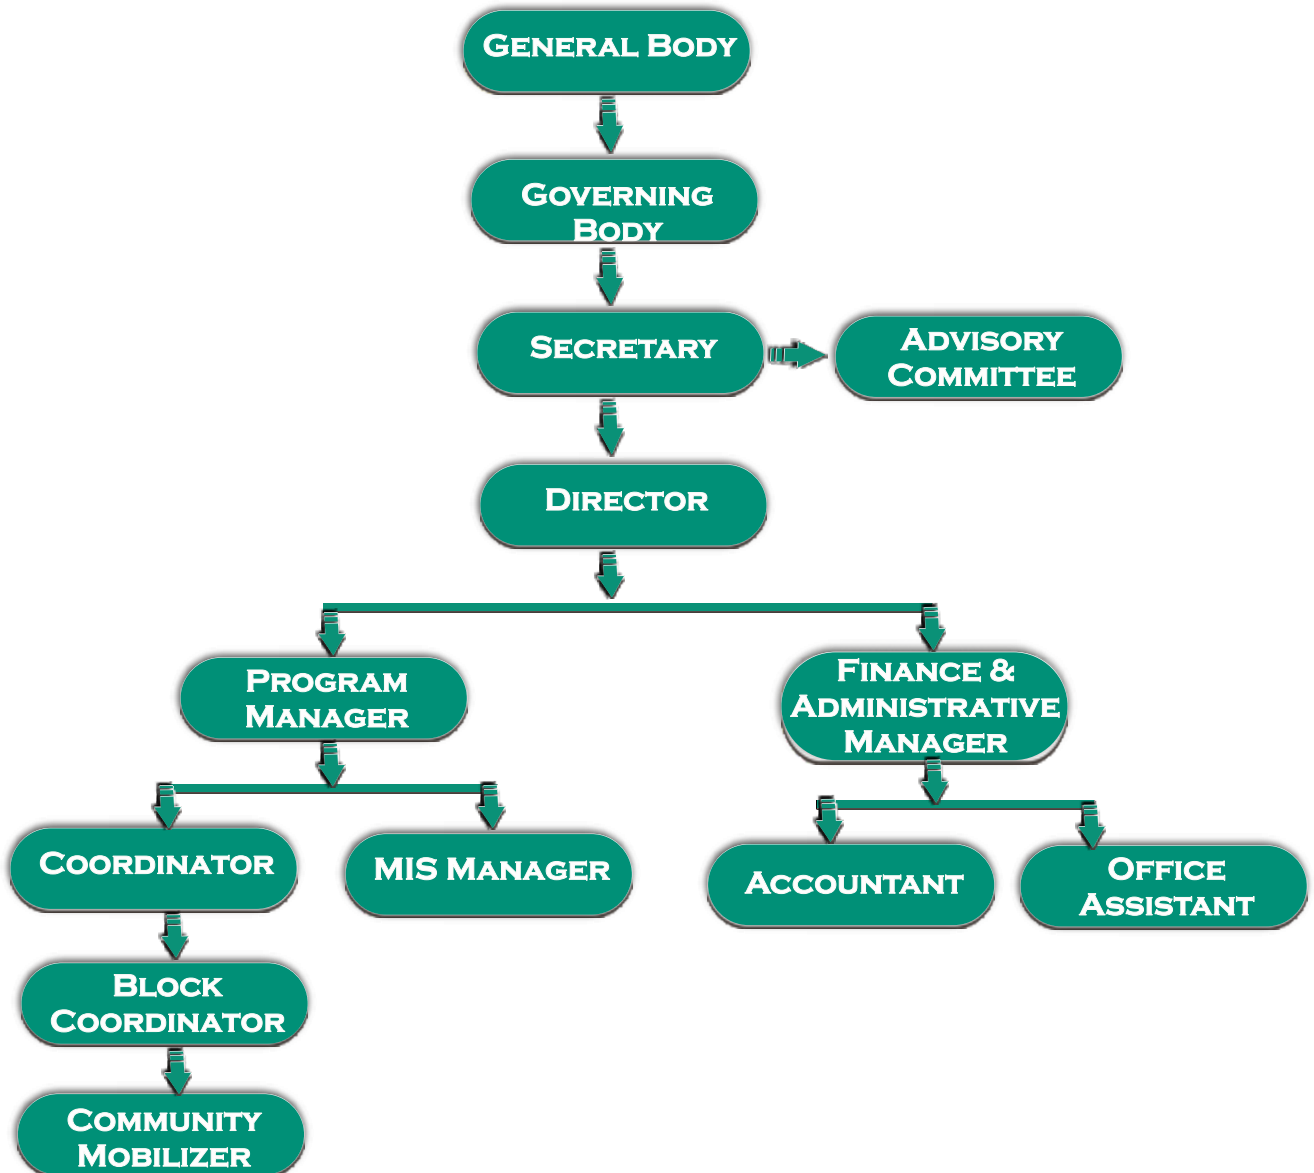 General Body
Governing
Body
Secretary
Advisory
Committee
Director
Program
Manager
Finance &
Administrative
Manager
Coordinator
MIS Manager
Accountant
Office
Assistant
Block
Coordinator
Community
Mobilizer